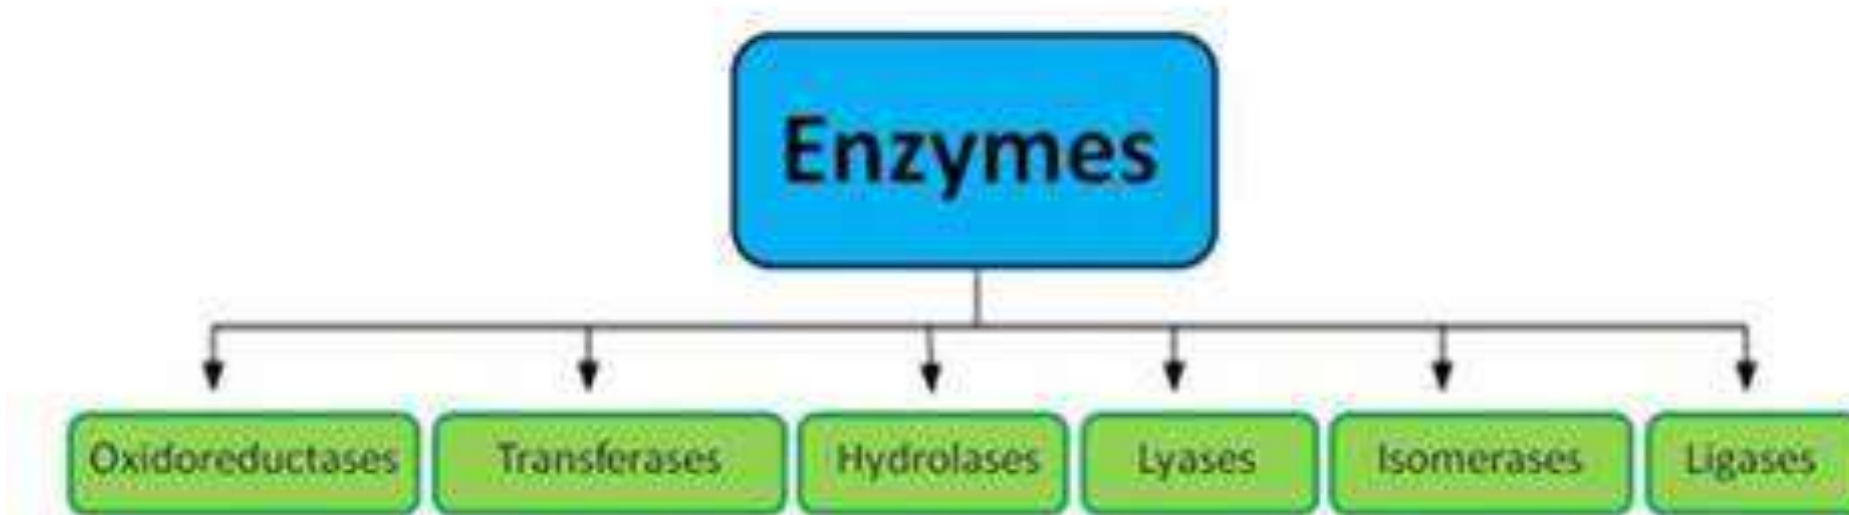 Enzymes
Oxidoreductases
Transferases
Hydrolases
Lyases
Isomerases
Ligases